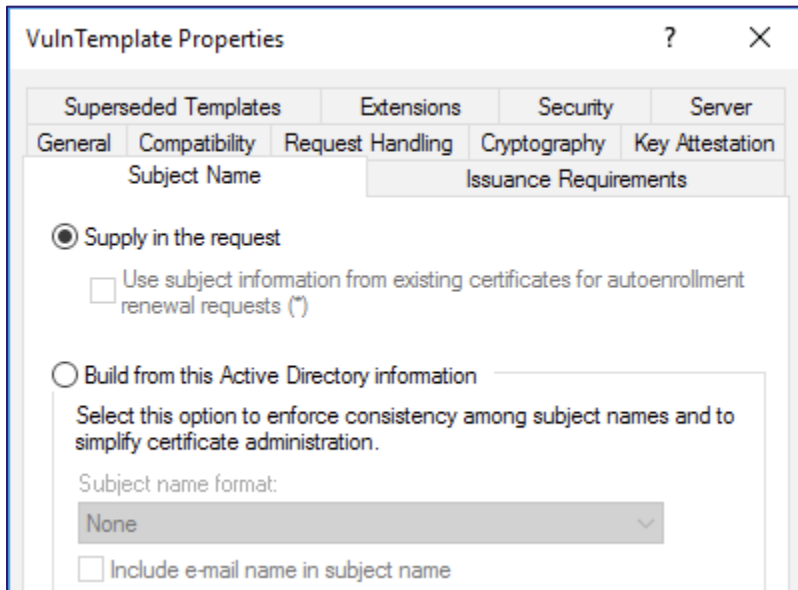 VulnTemplate Properties ? X
Superseded Templates Extensions Security Server
General Compatibility Request Handling Cryptography Key Attestation
Subject Name Issuance Requirements
Supply in the request
Use subject information from existing certificates for autoenrollment
renewal requests (*)
Build from this Active Directory information
Select this option to enforce consistency among subject names and to
simplify certificate administration.
Subject name format:
None
Include e-mail name in subject name